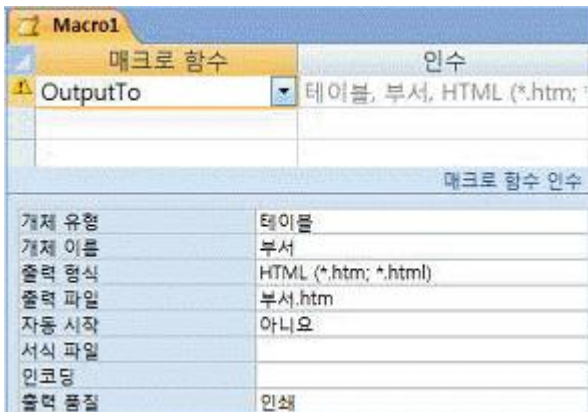 Macro1
매크로 함수 인수
OutputTo 테이블, 부서, HTML (*.htm; *
매크로 함수 인수
개체 유형 테이블
개체 이름 부서
출력 형식 HTML (*.htm; *.html)
출력 파일 부서.htm
자동 시작 아니요
서식 파일
인코딩
출력 품질 인쇄